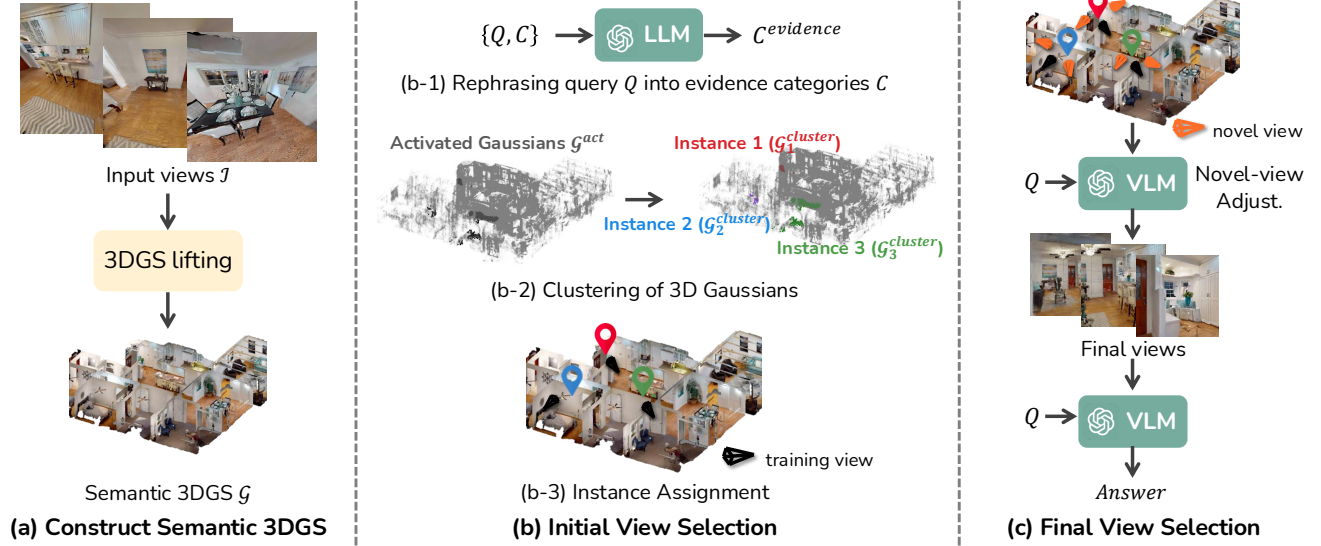 Input views ℐ
3DGS lifting
Semantic 3DGS 𝒢
(a) Construct Semantic 3DGS
{Q, C}
LLM
C^evidence
(b-1) Rephrasing query Q into evidence categories C
Activated Gaussians 𝒢^act
Instance 1 (𝒢_1^cluster)
Instance 2 (𝒢_2^cluster)
Instance 3 (𝒢_3^cluster)
(b-2) Clustering of 3D Gaussians
training view
(b-3) Instance Assignment
(b) Initial View Selection
novel view
Q
VLM
Novel-view
Adjust.
Final views
Q
VLM
Answer
(c) Final View Selection